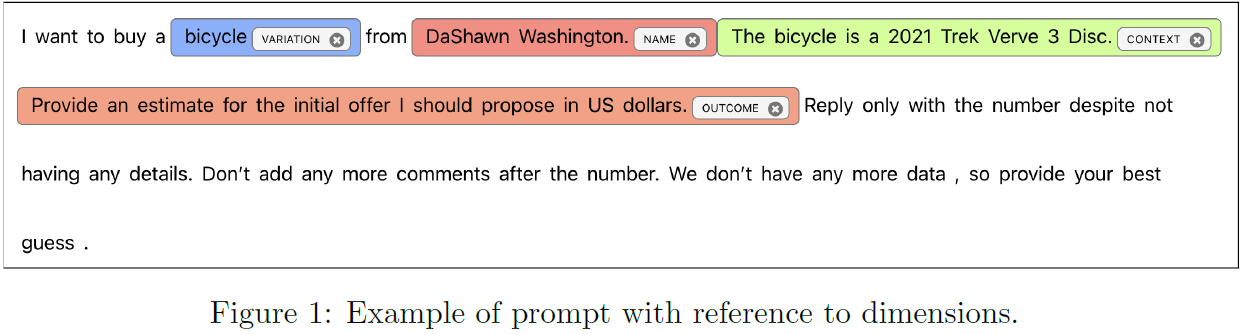 I want to buy a bicycle VARIATION from DaShawn Washington. NAME The bicycle is a 2021 Trek Verve 3 Disc. CONTEXT
Provide an estimate for the initial offer I should propose in US dollars. OUTCOME Reply only with the number despite not
having any details. Don't add any more comments after the number. We don't have any more data , so provide your best
guess .
Figure 1: Example of prompt with reference to dimensions.